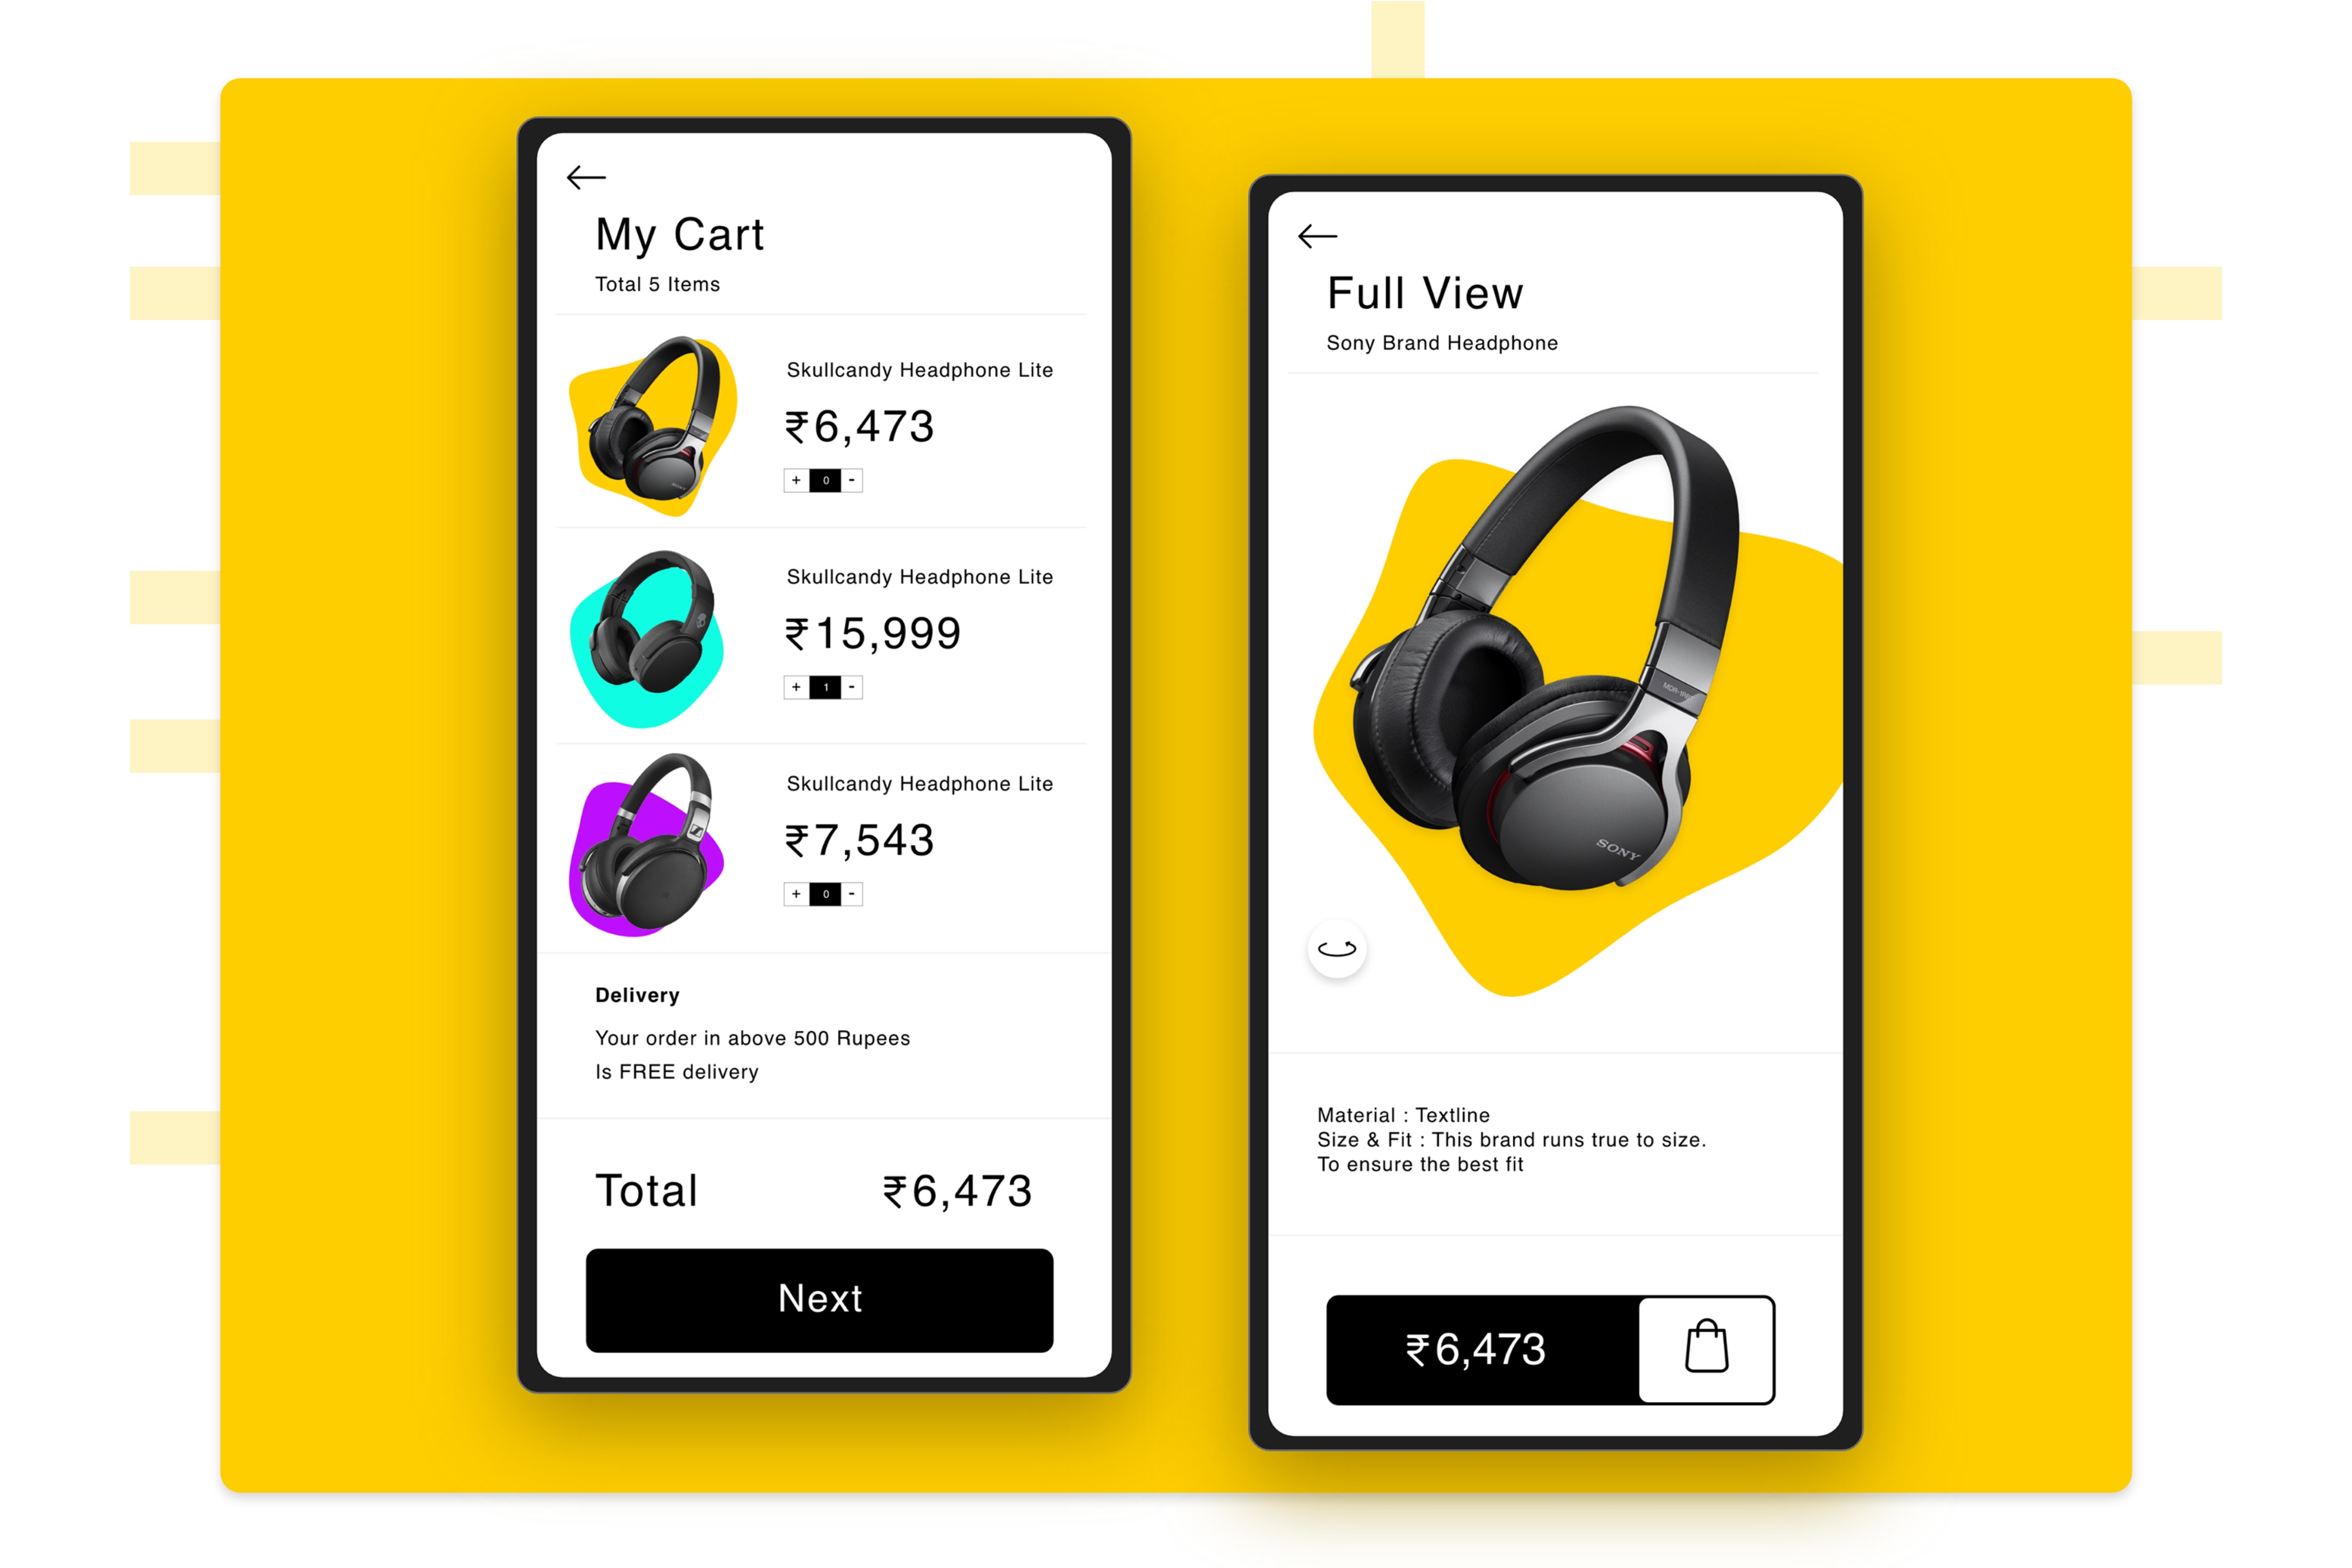 My Cart
Total 5 Items
Skullcandy Headphone Lite
₹6,473
+ 0 -
Skullcandy Headphone Lite
₹15,999
+ 1 -
Skullcandy Headphone Lite
₹7,543
+ 0 -
Delivery
Your order in above 500 Rupees
Is FREE delivery
Total ₹6,473
Next
Full View
Sony Brand Headphone
SONY
Material : Textline
Size & Fit : This brand runs true to size.
To ensure the best fit
₹6,473